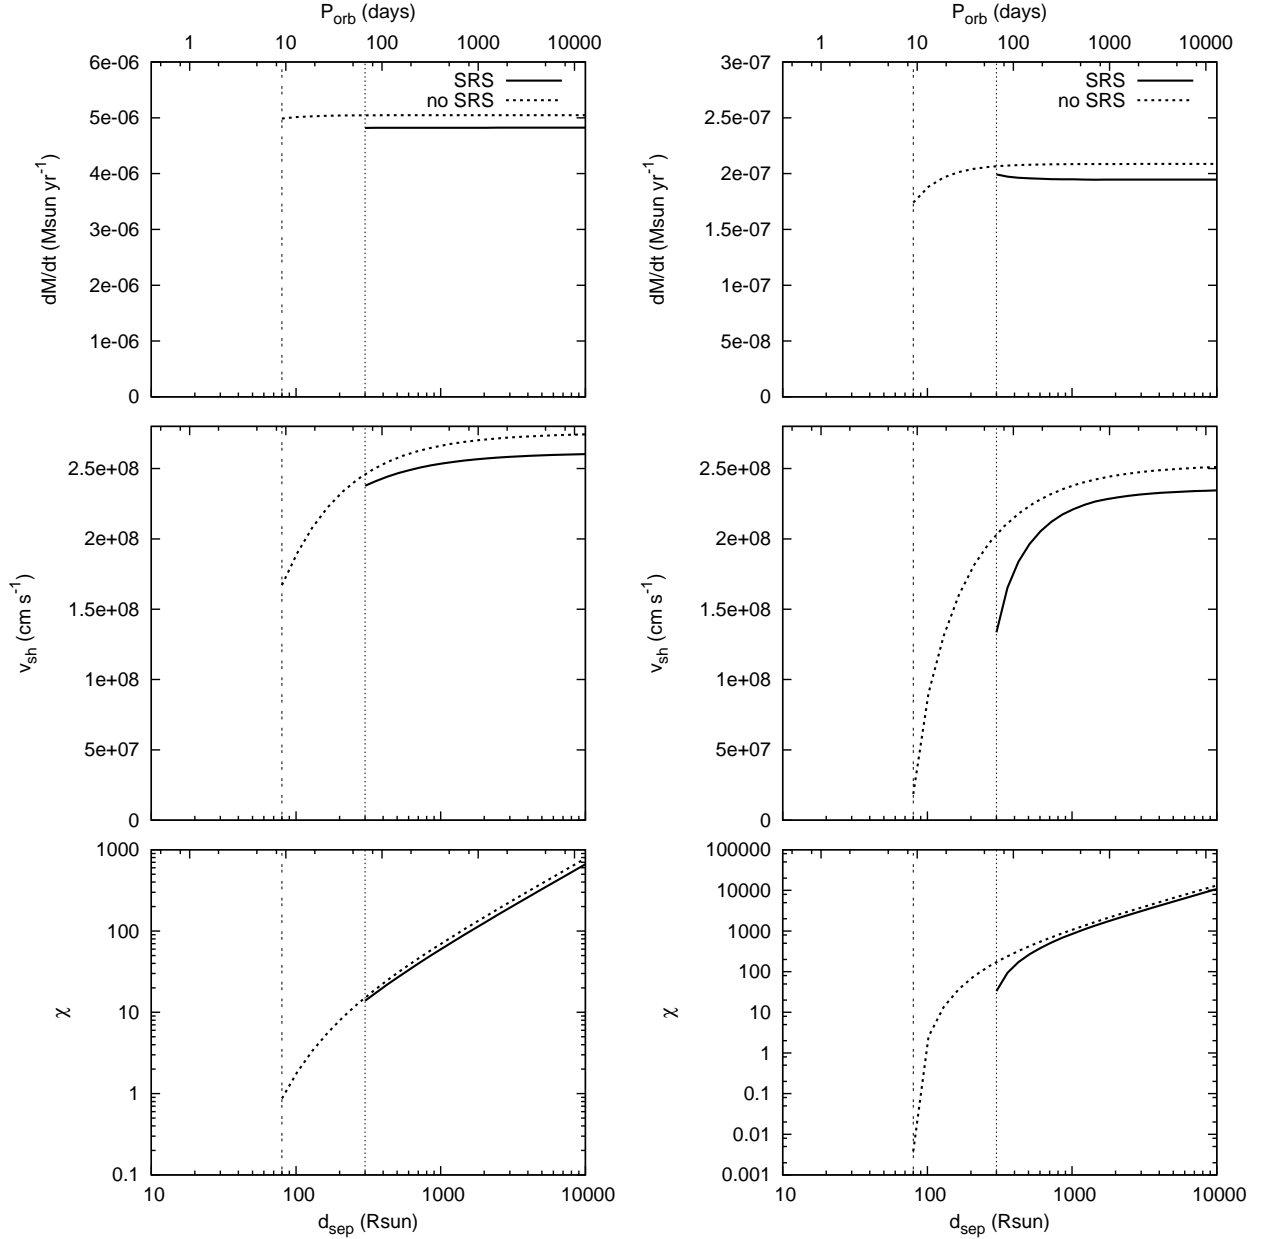 P_orb (days)
1 10 100 1000 10000
6e-06
5e-06
4e-06
3e-06
2e-06
1e-06
0
dM/dt (Msun yr^-1)
SRS
no SRS
P_orb (days)
1 10 100 1000 10000
3e-07
2.5e-07
2e-07
1.5e-07
1e-07
5e-08
0
dM/dt (Msun yr^-1)
SRS
no SRS
2.5e+08
2e+08
1.5e+08
1e+08
5e+07
0
v_sh (cm s^-1)
2.5e+08
2e+08
1.5e+08
1e+08
5e+07
0
v_sh (cm s^-1)
1000
100
10
1
0.1
χ
10 100 1000 10000
d_sep (Rsun)
100000
10000
1000
100
10
1
0.1
0.01
0.001
χ
10 100 1000 10000
d_sep (Rsun)